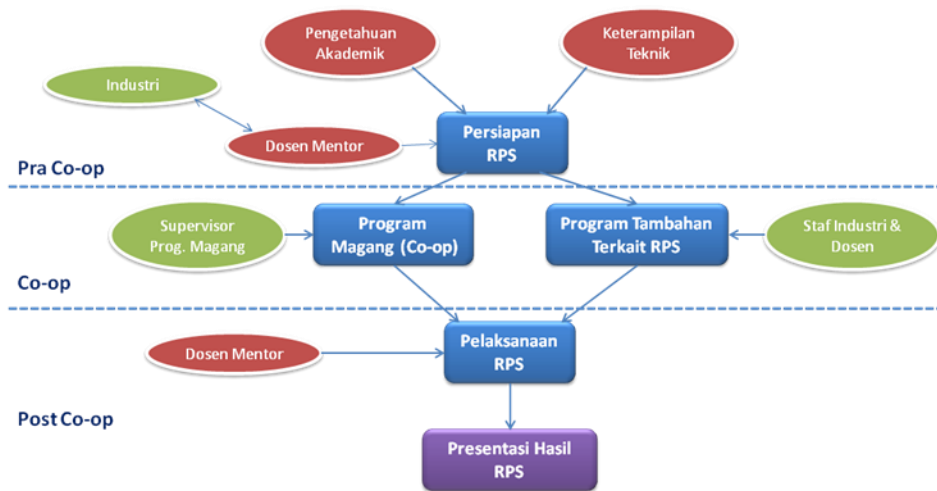 Pengetahuan
Akademik
Keterampilan
Teknik
Industri
Dosen Mentor
Persiapan
RPS
Pra Co-op
Supervisor
Prog. Magang
Program
Magang (Co-op)
Program Tambahan
Terkait RPS
Staf Industri &
Dosen
Co-op
Dosen Mentor
Pelaksanaan
RPS
Post Co-op
Presentasi Hasil
RPS